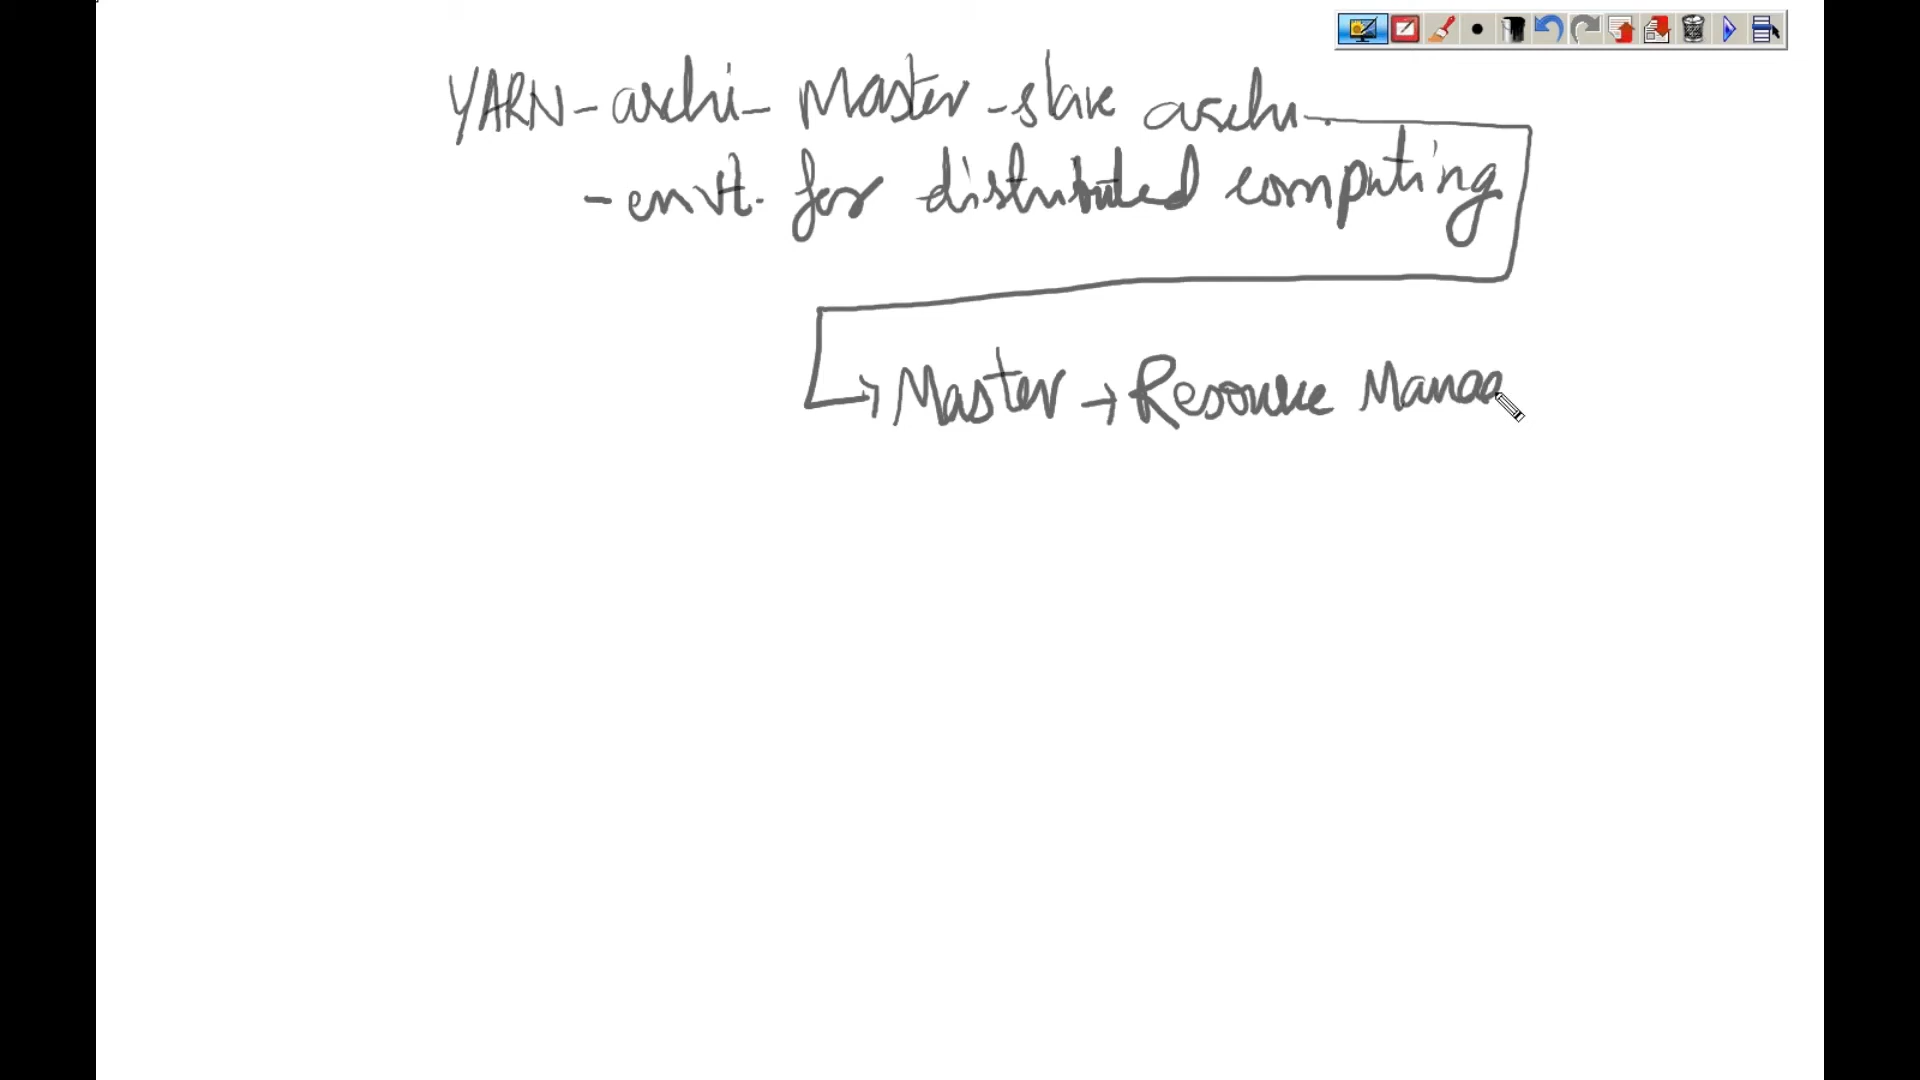 YARN - archi - Master - slave archi.
- envt. for distributed computing
→ Master → Resource Manag